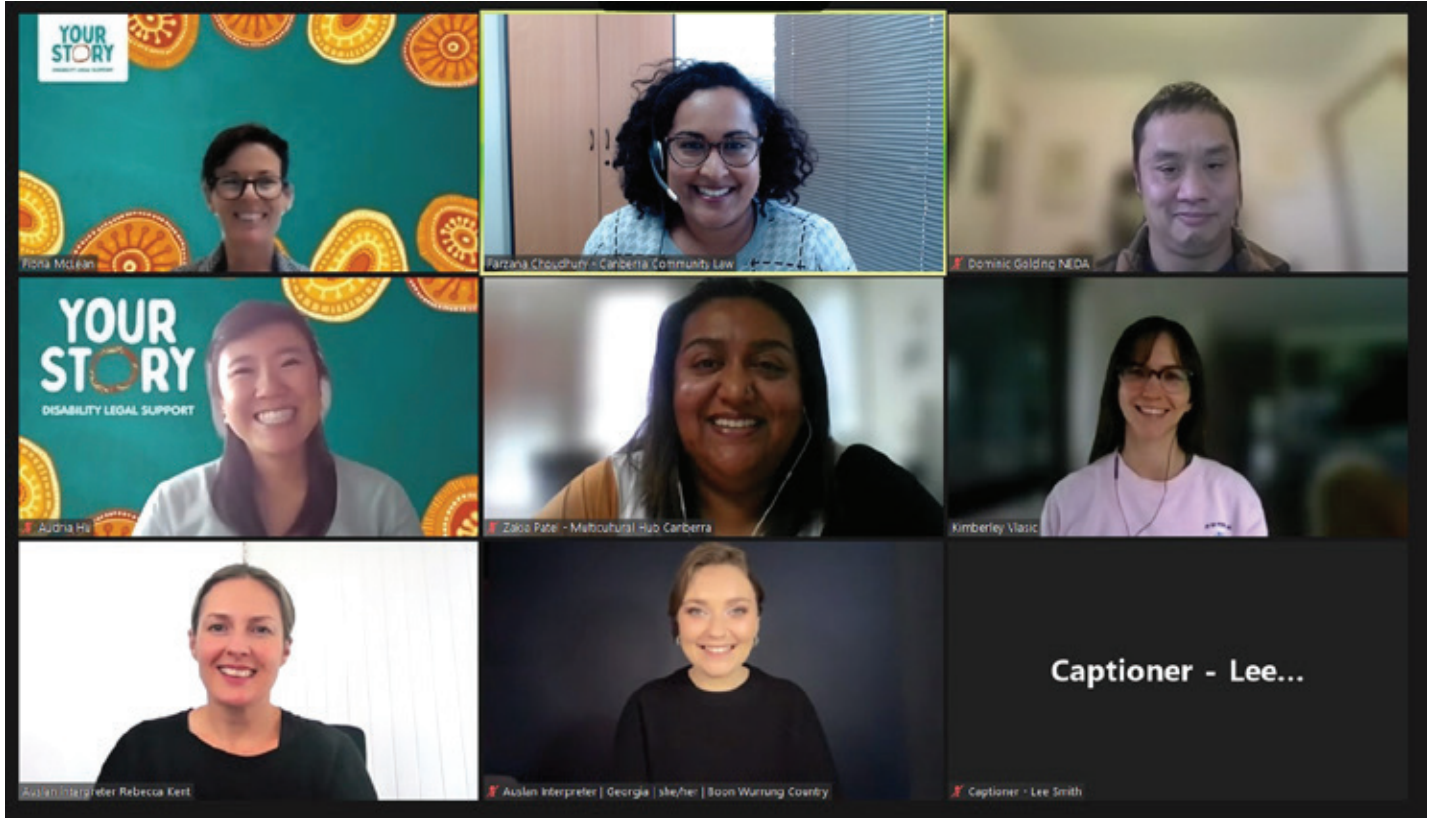 YOUR
STORY
DISABILITY LEGAL SUPPORT
Fiona McLean
Farzana Choudhury - Canberra Community Law
Dominic Golding NEDA
YOUR
STORY
DISABILITY LEGAL SUPPORT
Audria Hu
Zakia Patel - Multicultural Hub Canberra
Kimberley Vlasic
Auslan Interpreter Rebecca Kent
Auslan Interpreter | Georgia | she/her | Boon Wurrung Country
Captioner - Lee...
Captioner - Lee Smith